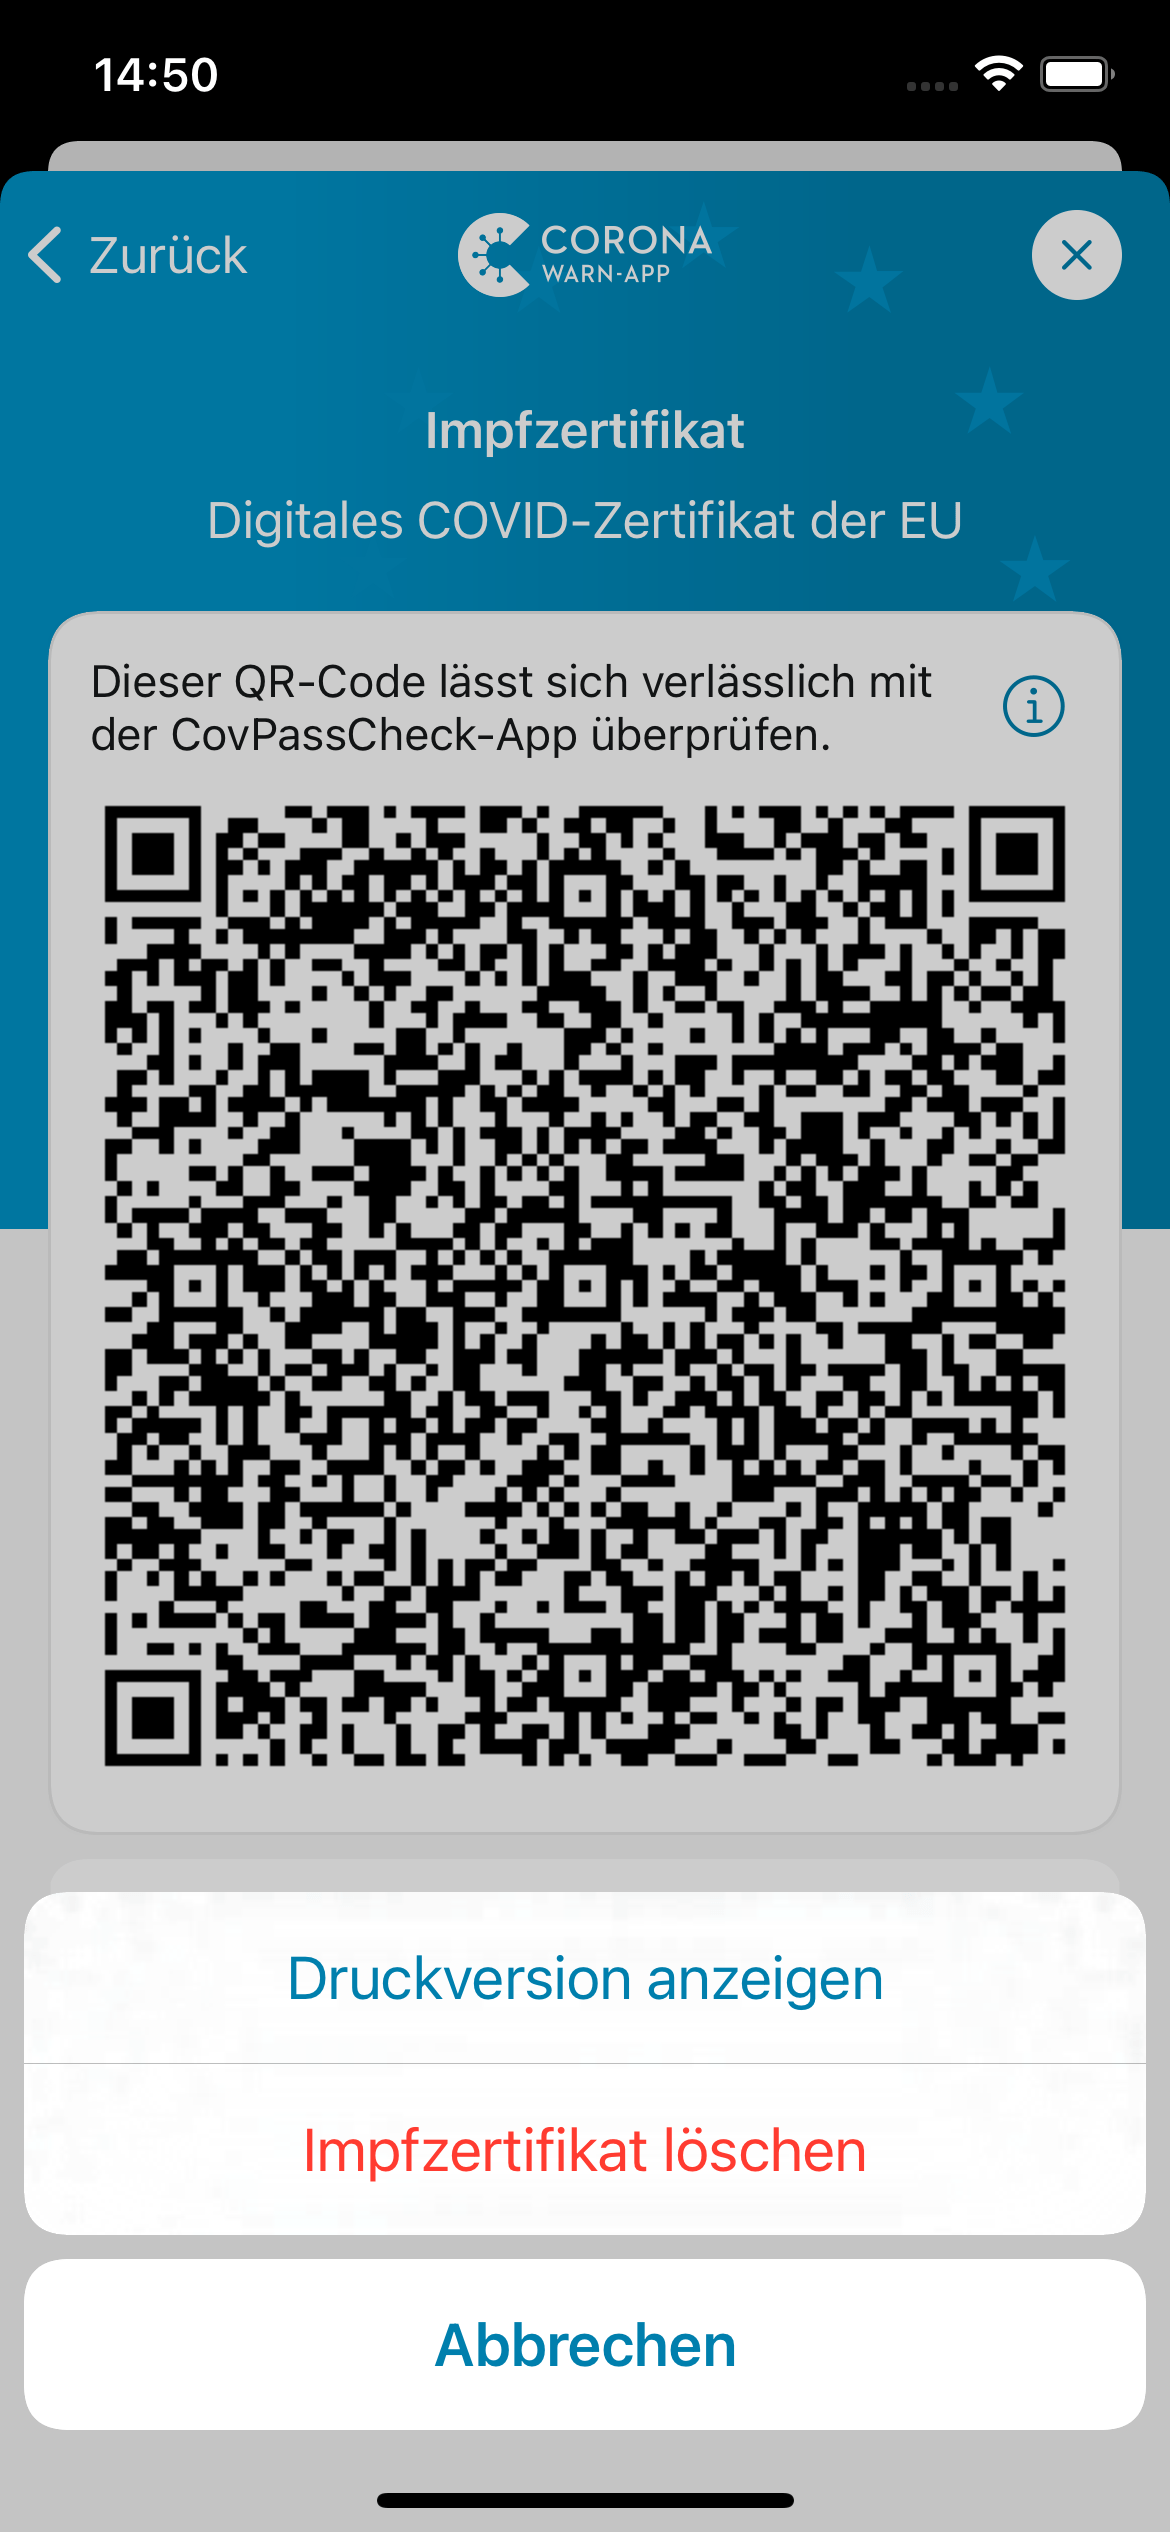 14:50
Zurück
CORONA
WARN-APP
Impfzertifikat
Digitales COVID-Zertifikat der EU
Dieser QR-Code lässt sich verlässlich mit
der CovPassCheck-App überprüfen.
Druckversion anzeigen
Impfzertifikat löschen
Abbrechen